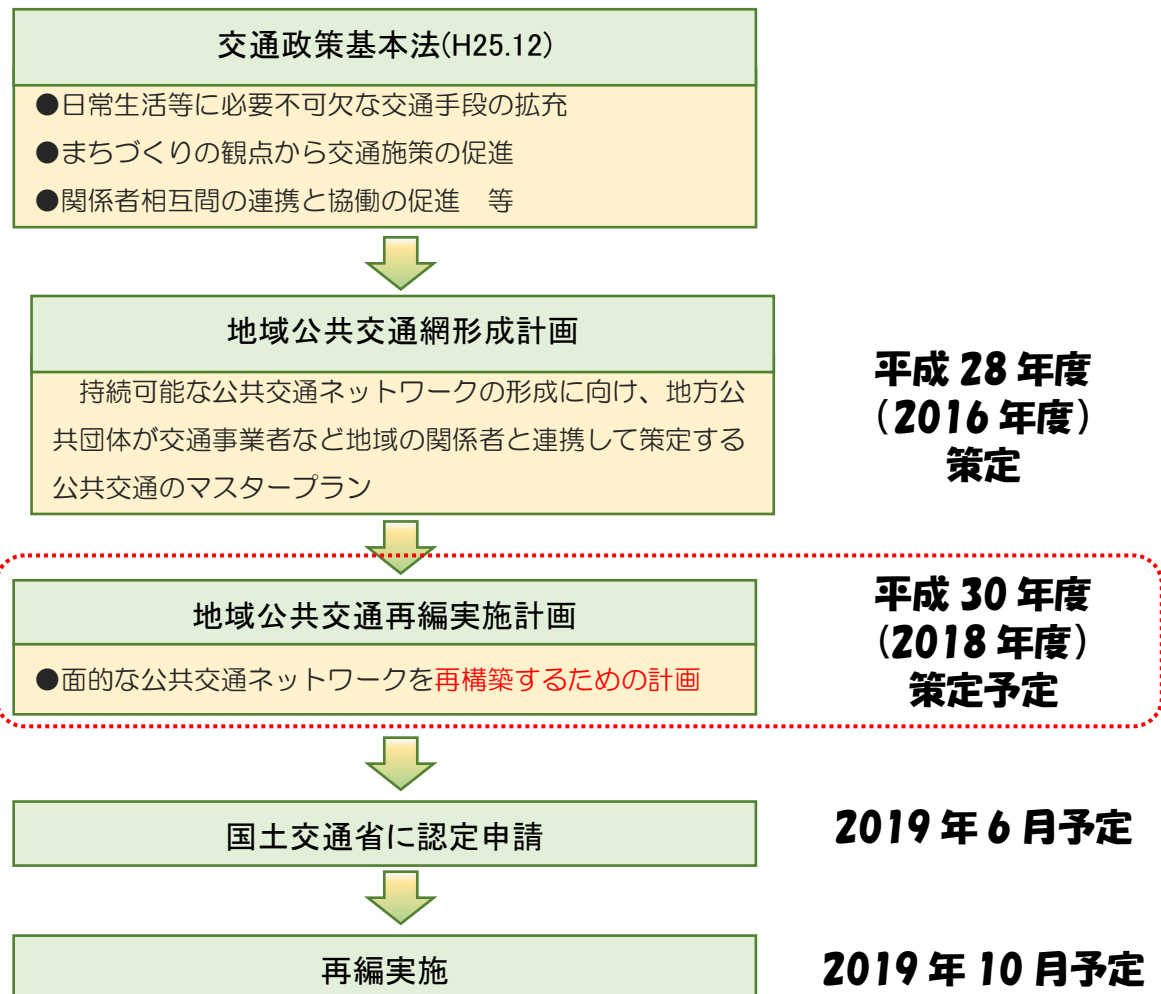 交通政策基本法(H25.12)
●日常生活等に必要不可欠な交通手段の拡充
●まちづくりの観点から交通施策の促進
●関係者相互間の連携と協働の促進　等
地域公共交通網形成計画
　持続可能な公共交通ネットワークの形成に向け、地方公
共団体が交通事業者など地域の関係者と連携して策定する
公共交通のマスタープラン
平成 28 年度
（2016 年度）
策定
地域公共交通再編実施計画
●面的な公共交通ネットワークを再構築するための計画
平成 30 年度
（2018 年度）
策定予定
国土交通省に認定申請
2019 年 6 月予定
再編実施
2019 年 10 月予定